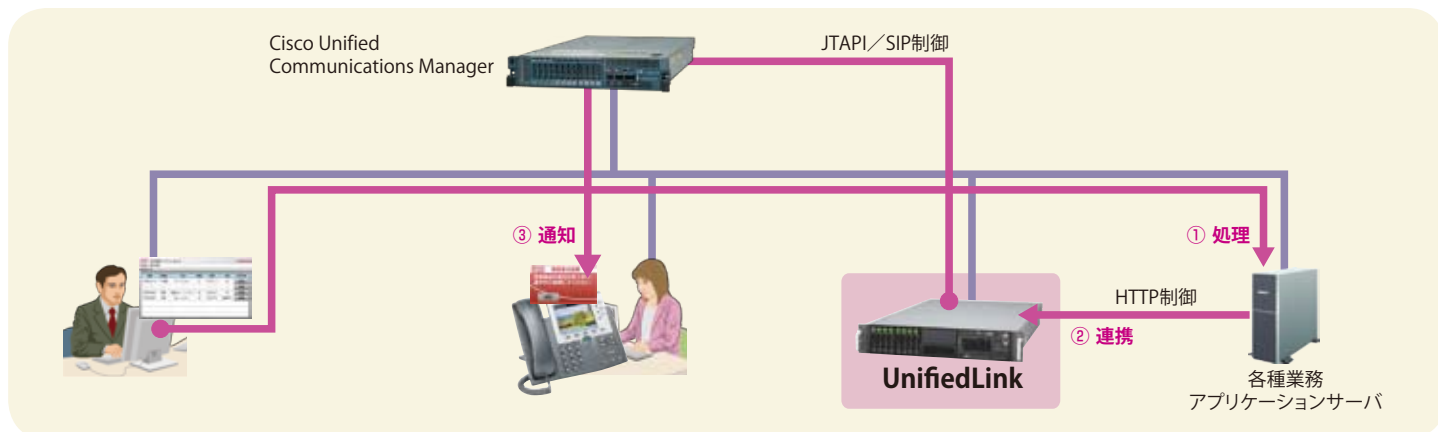 Cisco Unified
Communications Manager
JTAPI／SIP制御
③ 通知
① 処理
HTTP制御
② 連携
UnifiedLink
各種業務
アプリケーションサーバ